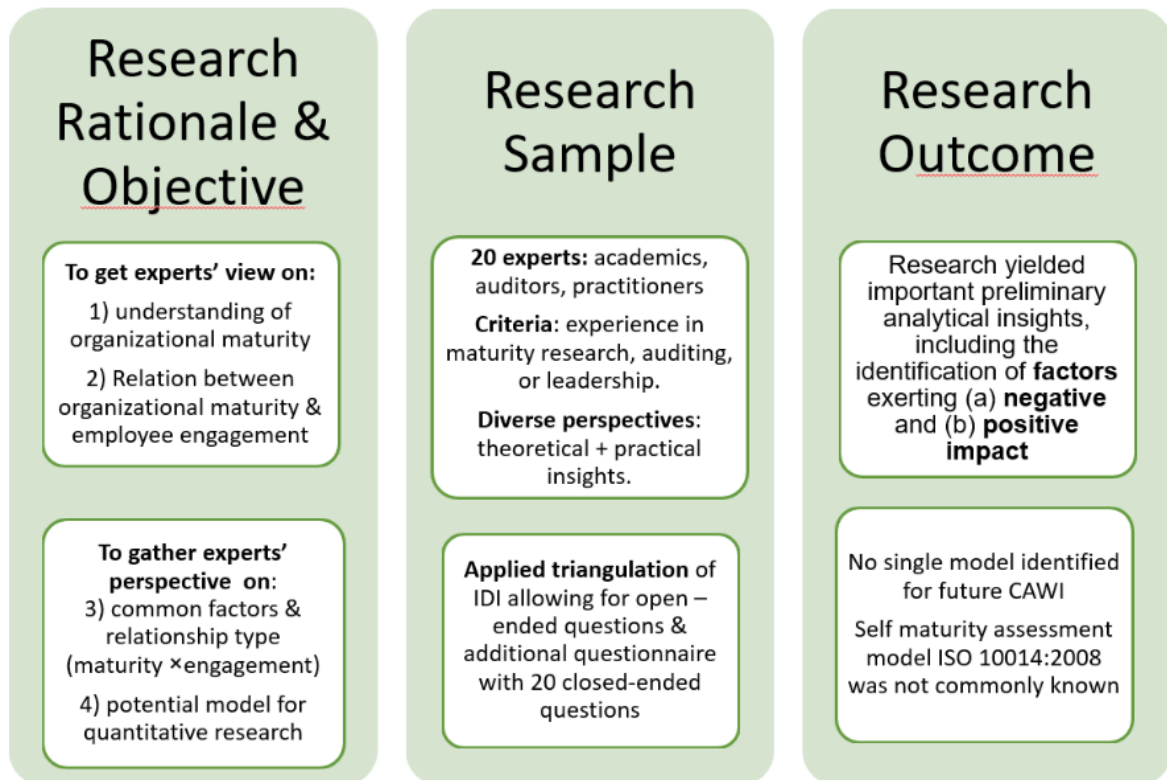 Research
Rationale &
Objective
To get experts’ view on:
1) understanding of
organizational maturity
2) Relation between
organizational maturity &
employee engagement
To gather experts’
perspective on:
3) common factors &
relationship type
(maturity ×engagement)
4) potential model for
quantitative research
Research
Sample
20 experts: academics,
auditors, practitioners
Criteria: experience in
maturity research, auditing,
or leadership.
Diverse perspectives:
theoretical + practical
insights.
Applied triangulation of
IDI allowing for open –
ended questions &
additional questionnaire
with 20 closed-ended
questions
Research
Outcome
Research yielded
important preliminary
analytical insights,
including the
identification of factors
exerting (a) negative
and (b) positive
impact
No single model identified
for future CAWI
Self maturity assessment
model ISO 10014:2008
was not commonly known